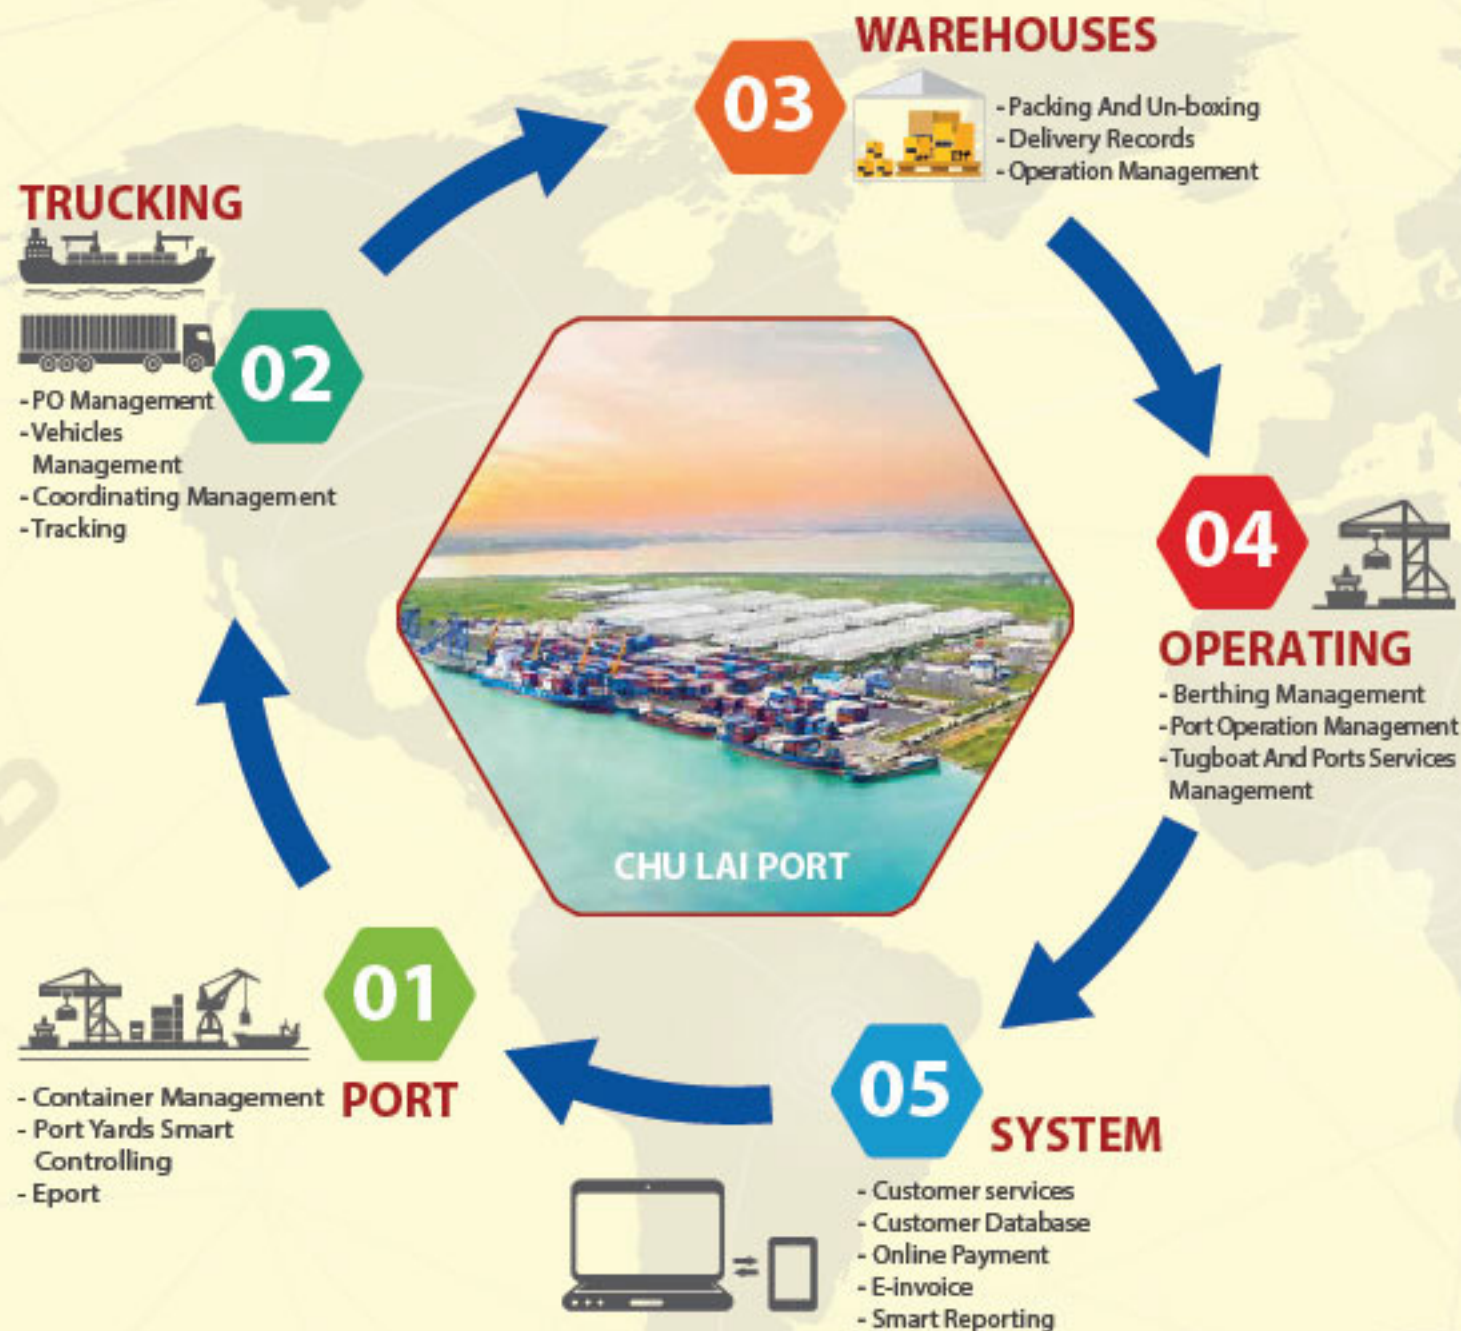 WAREHOUSES
03
- Packing And Un-boxing
- Delivery Records
- Operation Management
TRUCKING
02
- PO Management
- Vehicles
Management
- Coordinating Management
- Tracking
04
OPERATING
- Berthing Management
- Port Operation Management
- Tugboat And Ports Services
Management
CHU LAI PORT
01
PORT
- Container Management
- Port Yards Smart
Controlling
- Eport
05
SYSTEM
- Customer services
- Customer Database
- Online Payment
- E-invoice
- Smart Reporting